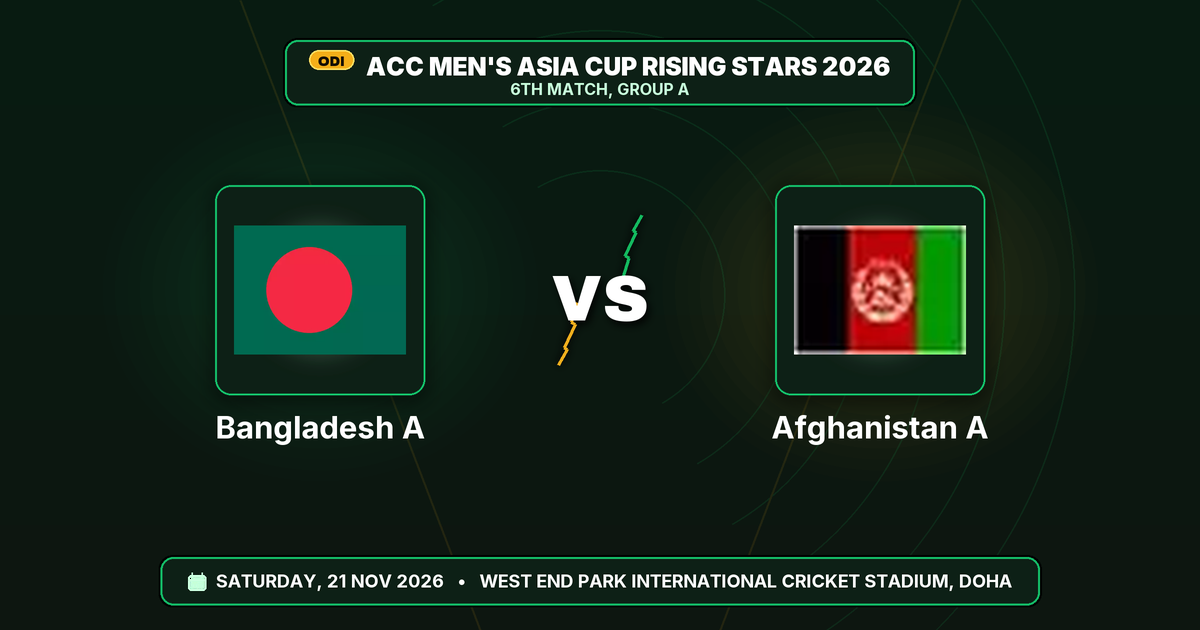 ODI ACC MEN'S ASIA CUP RISING STARS 2026
6TH MATCH, GROUP A
VS
Bangladesh A
Afghanistan A
SATURDAY, 21 NOV 2026 • WEST END PARK INTERNATIONAL CRICKET STADIUM, DOHA